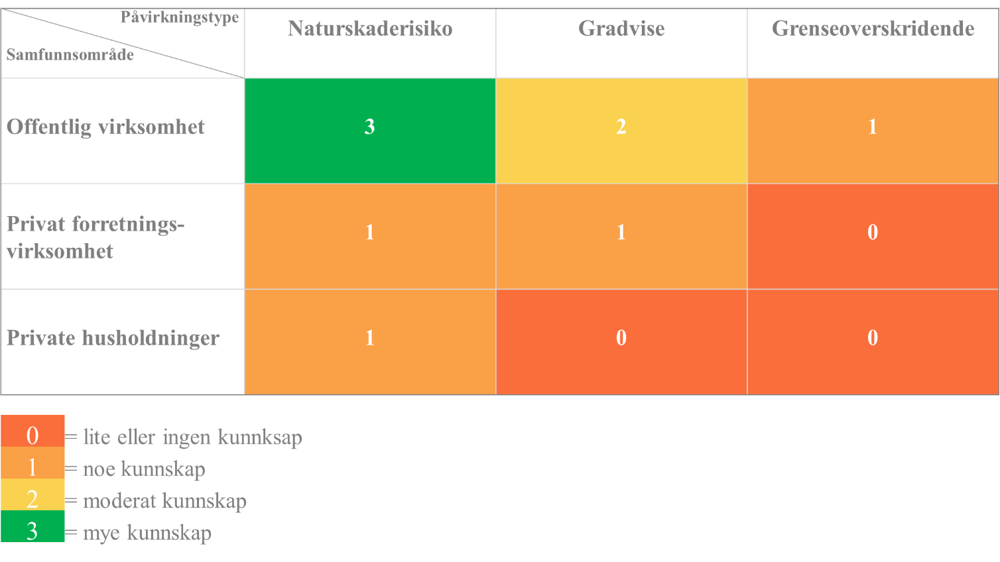 Påvirkningstype
Samfunnsområde
Naturskaderisiko
Gradvise
Grenseoverskridende
Offentlig virksomhet
3
2
1
Privat forretnings-
virksomhet
1
1
0
Private husholdninger
1
0
0
0 = lite eller ingen kunnksap
1 = noe kunnskap
2 = moderat kunnskap
3 = mye kunnskap